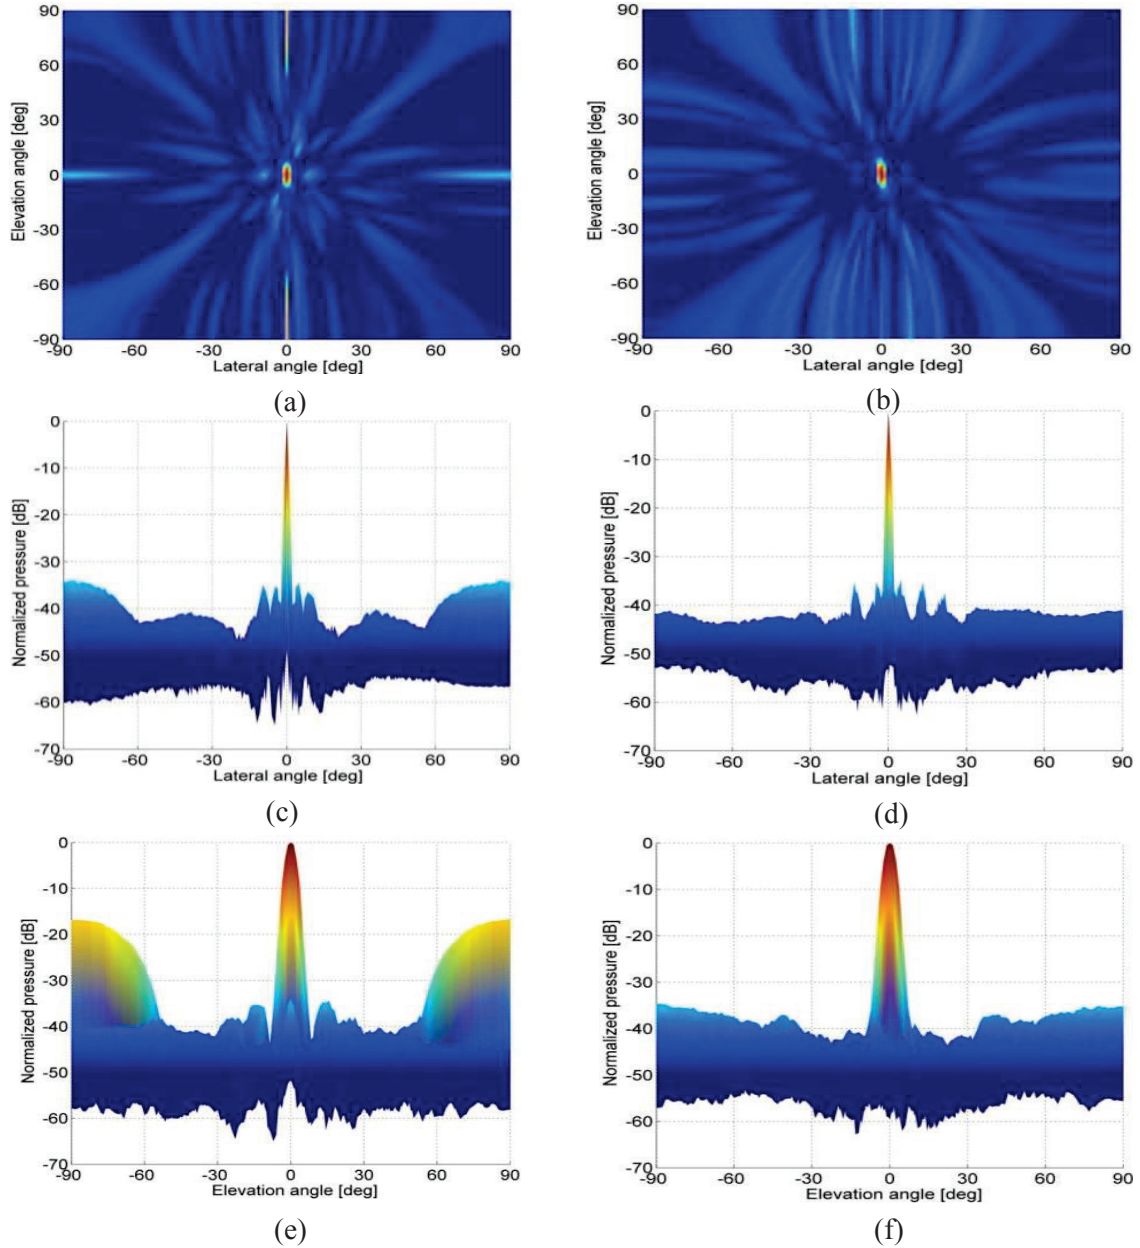 90
60
30
0
-30
-60
-90
Elevation angle [deg]
-90 -60 -30 0 30 60 90
Lateral angle [deg]
(a)
90
60
30
0
-30
-60
-90
Elevation angle [deg]
-90 -60 -30 0 30 60 90
Lateral angle [deg]
(b)
0
-10
-20
-30
-40
-50
-60
-70
Normalized pressure [dB]
-90 -60 -30 0 30 60 90
Lateral angle [deg]
(c)
0
-10
-20
-30
-40
-50
-60
-70
Normalized pressure [dB]
-90 -60 -30 0 30 60 90
Lateral angle [deg]
(d)
0
-10
-20
-30
-40
-50
-60
-70
Normalized pressure [dB]
-90 -60 -30 0 30 60 90
Elevation angle [deg]
(e)
0
-10
-20
-30
-40
-50
-60
-70
Normalized pressure [dB]
-90 -60 -30 0 30 60 90
Elevation angle [deg]
(f)